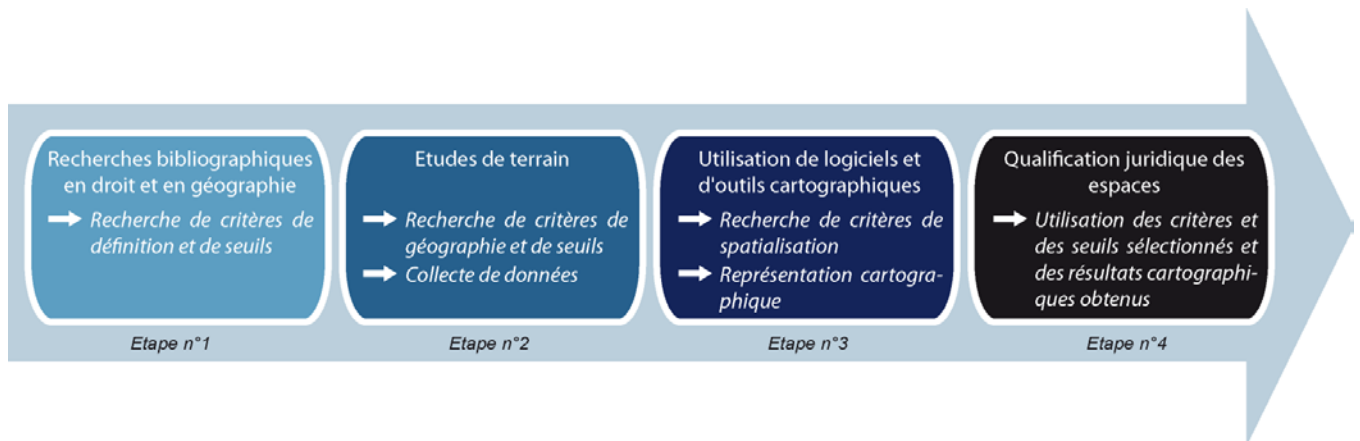 Recherches bibliographiques
en droit et en géographie
Recherche de critères de
définition et de seuils
Etape n°1
Etudes de terrain
Recherche de critères de
géographie et de seuils
Collecte de données
Etape n°2
Utilisation de logiciels et
d'outils cartographiques
Recherche de critères de
spatialisation
Représentation cartogra-
phique
Etape n°3
Qualification juridique des
espaces
Utilisation des critères et
des seuils sélectionnés et
des résultats cartographi-
ques obtenus
Etape n°4